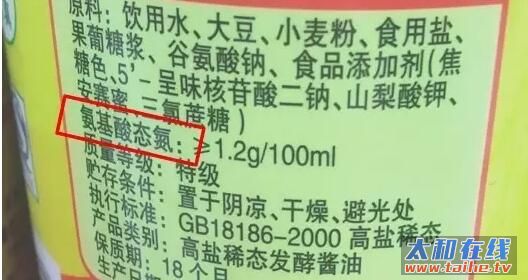 原料:饮用水、大豆、小麦粉、食用盐、
果葡糖浆、谷氨酸钠、食品添加剂(焦
糖色、5'-呈味核苷酸二钠、山梨酸钾、
安赛蜜、三氯蔗糖)
氨基酸态氮:≥1.2g/100ml
质量等级:特级
贮存条件:置于阴凉、干燥、避光处
执行标准:GB18186-2000 高盐稀态
保质期:18个月 高盐稀态发酵酱油
生产日期
太和在线
www.taihe.tv